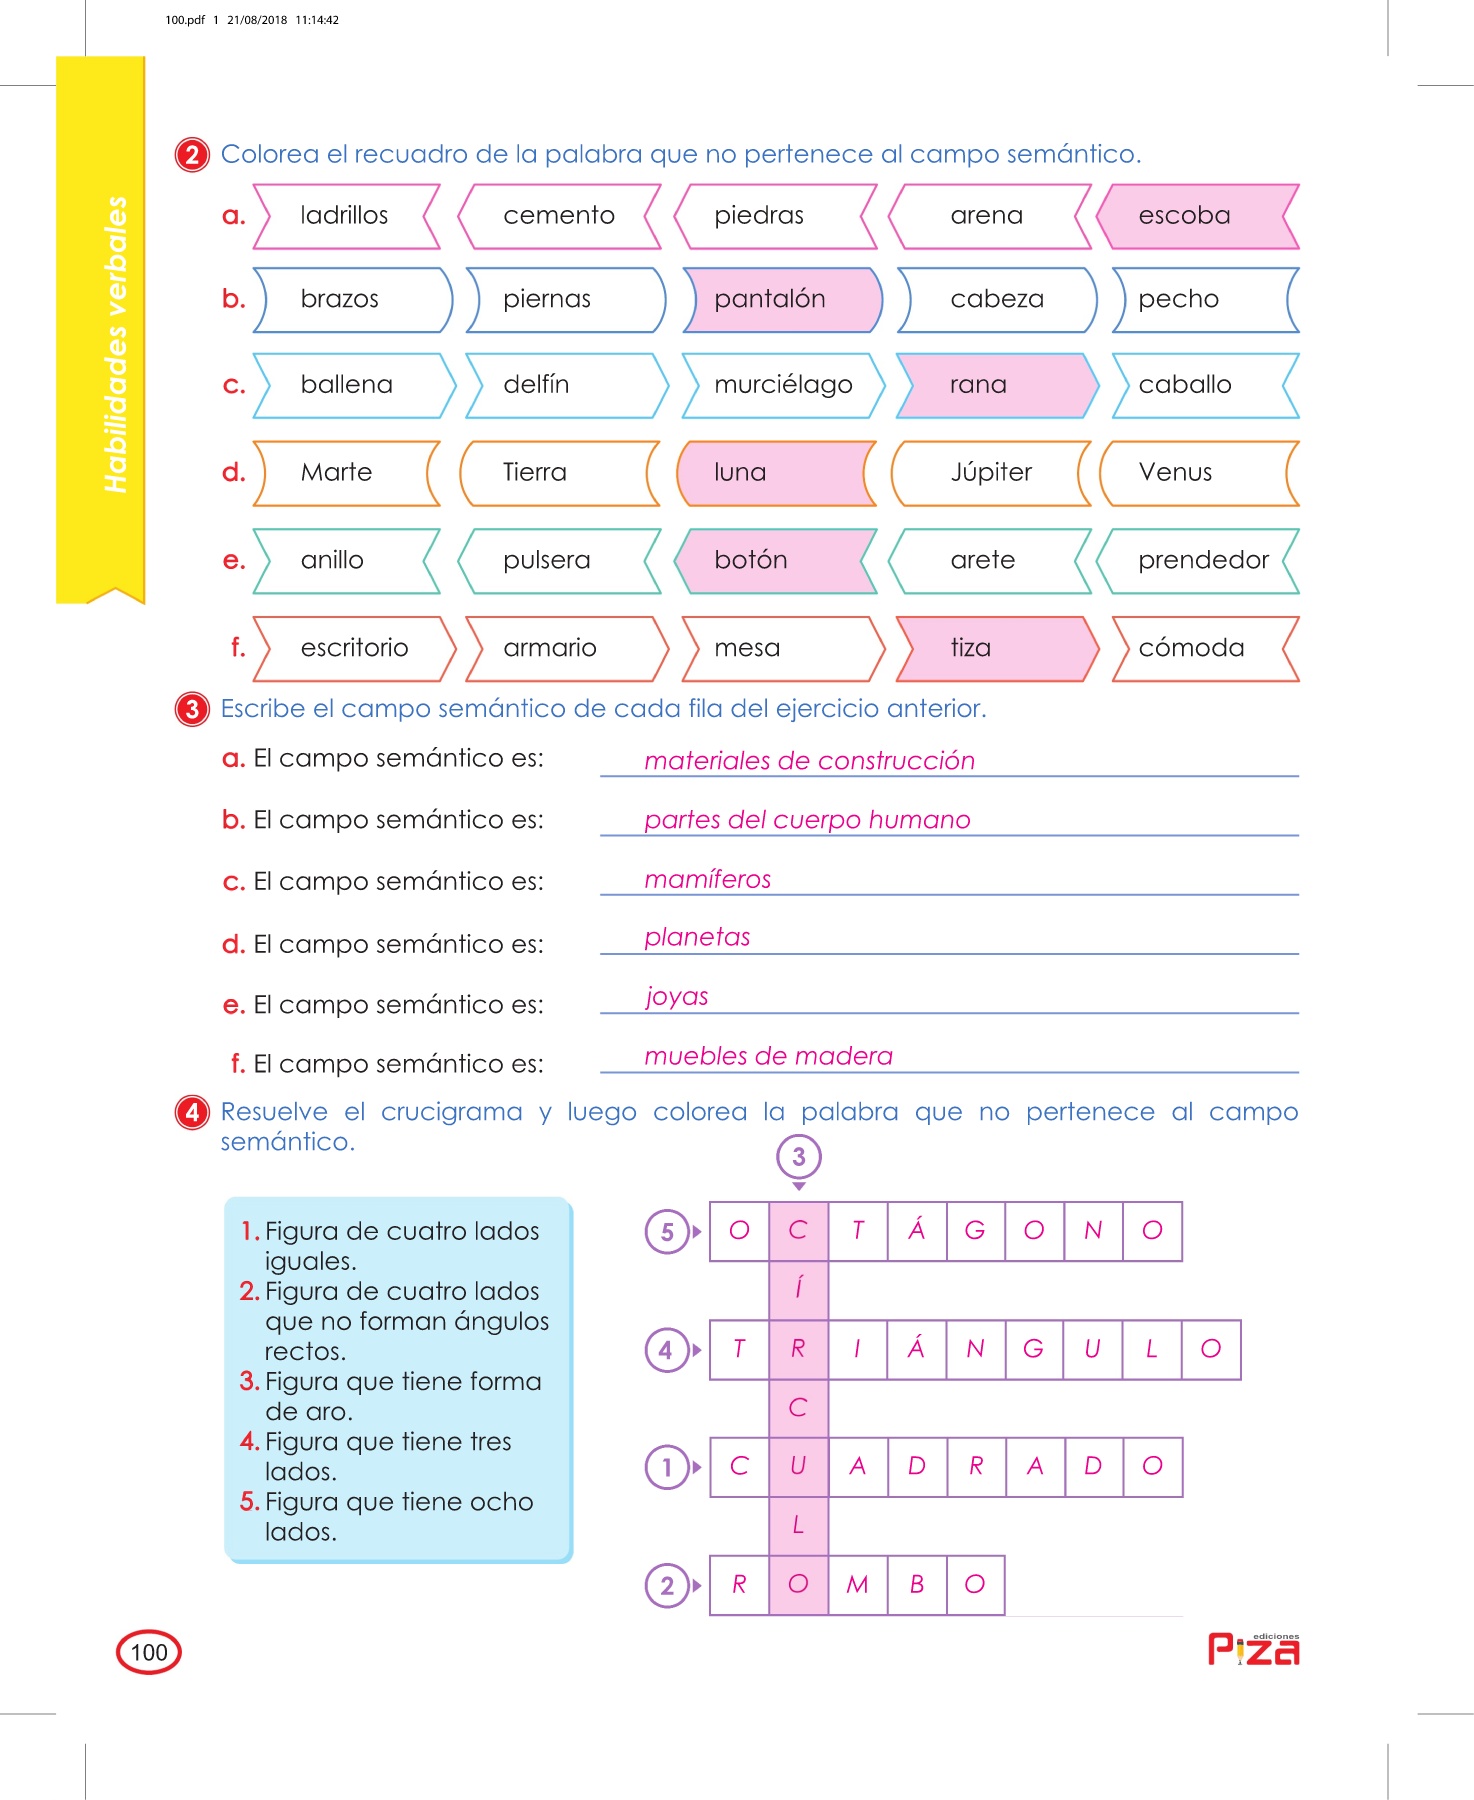 100.pdf 1 21/08/2018 11:14:42
Habilidades verbales
2 Colorea el recuadro de la palabra que no pertenece al campo semántico.
a. ladrillos cemento piedras arena escoba
b. brazos piernas pantalón cabeza pecho
c. ballena delfín murciélago rana caballo
d. Marte Tierra luna Júpiter Venus
e. anillo pulsera botón arete prendedor
f. escritorio armario mesa tiza cómoda
3 Escribe el campo semántico de cada fila del ejercicio anterior.
a. El campo semántico es: materiales de construcción
b. El campo semántico es: partes del cuerpo humano
c. El campo semántico es: mamíferos
d. El campo semántico es: planetas
e. El campo semántico es: joyas
f. El campo semántico es: muebles de madera
4 Resuelve el crucigrama y luego colorea la palabra que no pertenece al campo
semántico.
1. Figura de cuatro lados
iguales.
2. Figura de cuatro lados
que no forman ángulos
rectos.
3. Figura que tiene forma
de aro.
4. Figura que tiene tres
lados.
5. Figura que tiene ocho
lados.
3
5 O C T Á G O N O
Í
4 T R I Á N G U L O
C
1 C U A D R A D O
L
2 R O M B O
100
ediciones
Piza